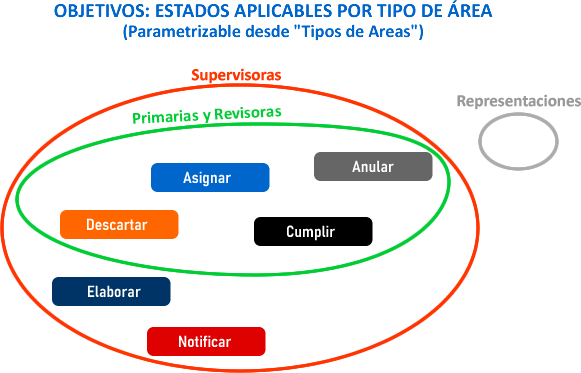 OBJETIVOS: ESTADOS APLICABLES POR TIPO DE ÁREA
(Parametrizable desde "Tipos de Areas")
Supervisoras
Representaciones
Primarias y Revisoras
Anular
Asignar
Descartar
Cumplir
Elaborar
Notificar